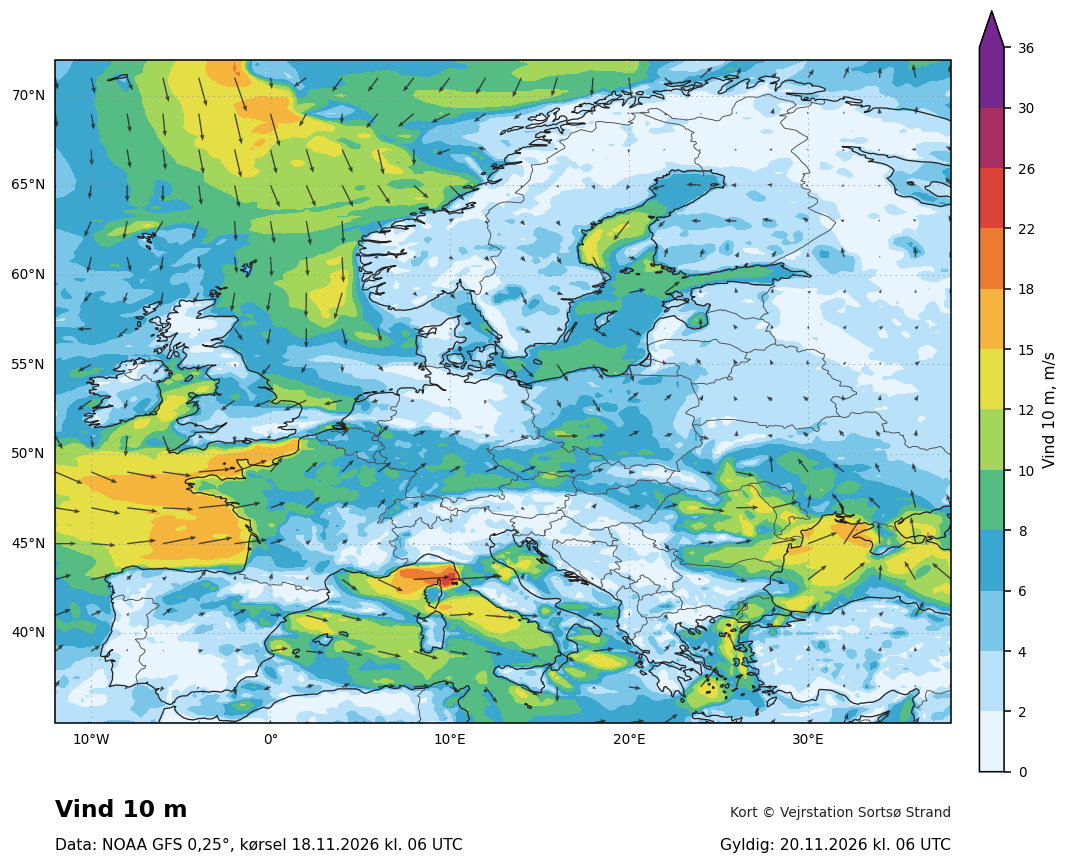 36
30
26
22
18
15
12
10
8
6
4
2
0
Vind 10 m, m/s
70°N
65°N
60°N
55°N
50°N
45°N
40°N
10°W
0°
10°E
20°E
30°E
Vind 10 m
Kort © Vejrstation Sortsø Strand
Data: NOAA GFS 0,25°, kørsel 18.11.2026 kl. 06 UTC
Gyldig: 20.11.2026 kl. 06 UTC